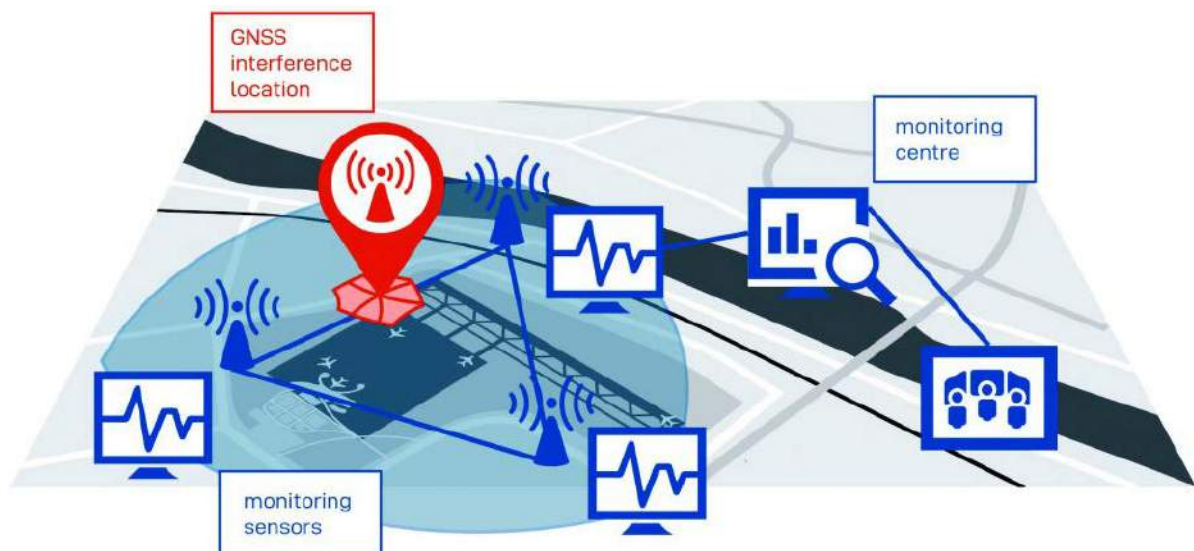 GNSS
interference
location
monitoring
centre
monitoring
sensors